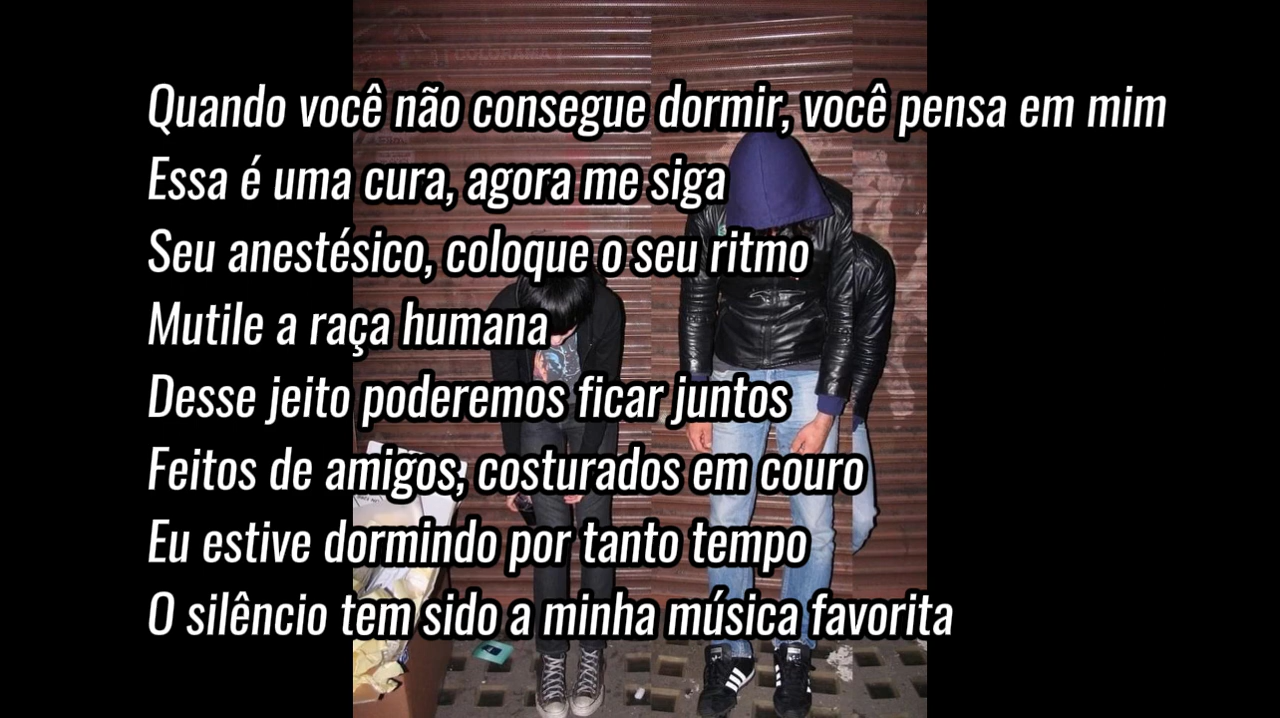 Quando você não consegue dormir, você pensa em mim
Essa é uma cura, agora me siga
Seu anestésico, coloque o seu ritmo
Mutile a raça humana
Desse jeito poderemos ficar juntos
Feitos de amigos, costurados em couro
Eu estive dormindo por tanto tempo
O silêncio tem sido a minha música favorita